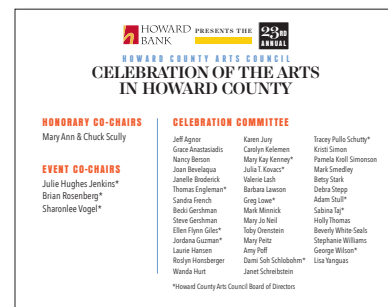 HOWARD BANK PRESENTS THE 23RD ANNUAL
HOWARD COUNTY ARTS COUNCIL
CELEBRATION OF THE ARTS
IN HOWARD COUNTY
HONORARY CO-CHAIRS
Mary Ann & Chuck Scully
EVENT CO-CHAIRS
Julie Hughes Jenkins*
Brian Rosenberg*
Sharonlee Vogel*
CELEBRATION COMMITTEE
Jeff Agnor
Grace Anastasiadis
Nancy Berson
Joan Bevelaqua
Janelle Broderick
Thomas Engleman*
Sandra French
Becki Gershman
Steve Gershman
Ellen Flynn Giles*
Jordana Guzman*
Laurie Hansen
Roslyn Honsberger
Wanda Hurt
Karen Jury
Carolyn Kelemen
Mary Kay Kenney*
Julia T. Kovacs*
Valerie Lash
Barbara Lawson
Greg Lowe*
Mark Minnick
Mary Jo Neil
Toby Orenstein
Mary Peitz
Amy Poff
Dami Soh Schlobohm*
Janet Schreibstein
Tracey Pullo Schutty*
Kristi Simon
Pamela Kroll Simonson
Mark Smedley
Betsy Stark
Debra Stepp
Adam Stull*
Sabina Taj*
Holly Thomas
Beverly White-Seals
Stephanie Williams
George Wilson*
Lisa Yanguas
*Howard County Arts Council Board of Directors